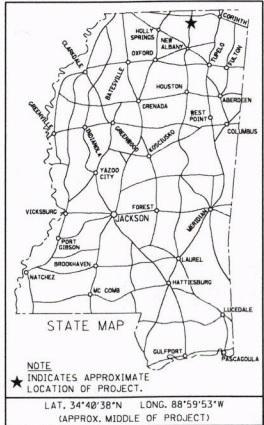 CORINTH
HOLLY
SPRINGS
NEW
ALBANY
CLARKSDALE
OXFORD
TUPELO
FULTON
BATESVILLE
HOUSTON
ABERDEEN
GRENADA
GREENVILLE
WEST
POINT
COLUMBUS
INDIANOLA
GREENWOOD
KOSCIUSKO
YAZOO
CITY
VICKSBURG
FOREST
MERIDIAN
JACKSON
PORT
GIBSON
BROOKHAVEN
LAUREL
NATCHEZ
HATTIESBURG
MC COMB
LUCEDALE
STATE MAP
GULFPORT
PASCAGOULA
NOTE
★ INDICATES APPROXIMATE
LOCATION OF PROJECT.
LAT. 34°40'38"N LONG. 88°59'53"W
(APPROX. MIDDLE OF PROJECT)